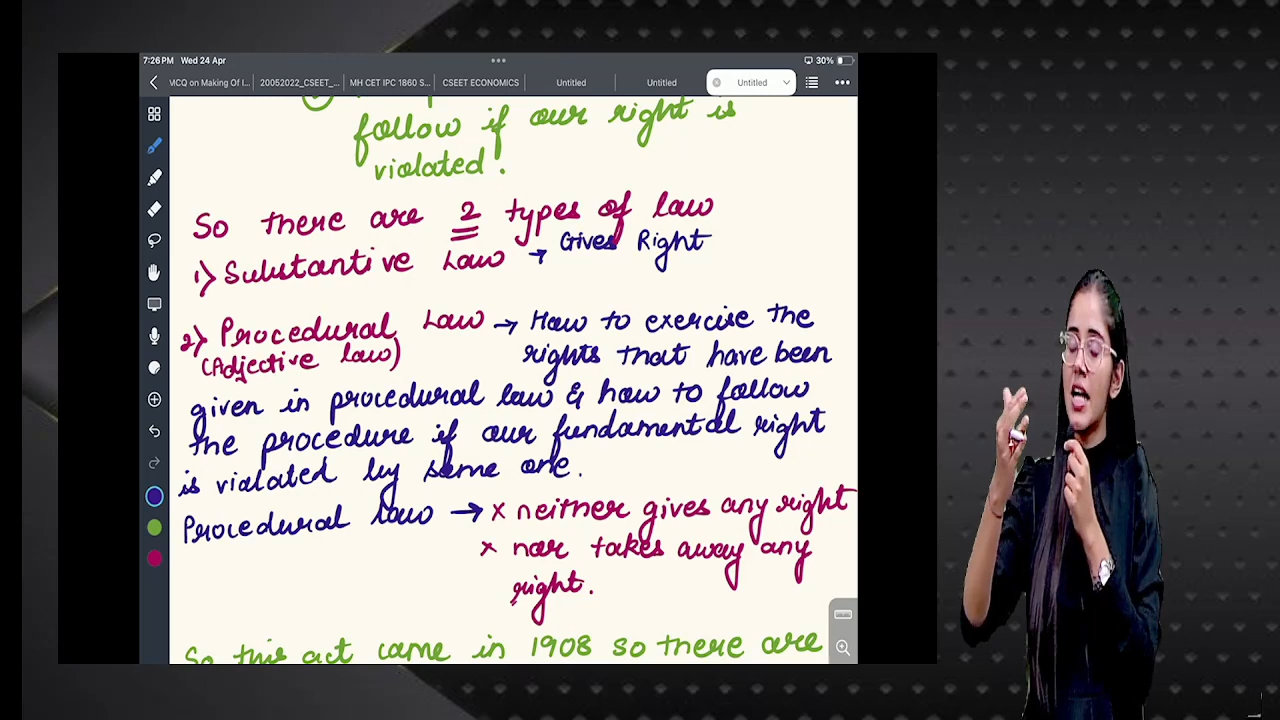 7:26 PM Wed 24 Apr
30%
MCQ on Making Of I... 20052022_CSEET_... MH CET IPC 1860 S... CSEET ECONOMICS Untitled Untitled Untitled
follow if our right is
violated!
So there are 2 types of law
1) Substantive Law → Gives Right
2) Procedural Law → How to exercise the
(Adjective law) rights that have been
given in procedural law & how to follow
the procedure if our fundamental right
is violated by some one.
Procedural Law → × neither gives any right
× nor takes away any
right.
So this act came in 1908 so there are